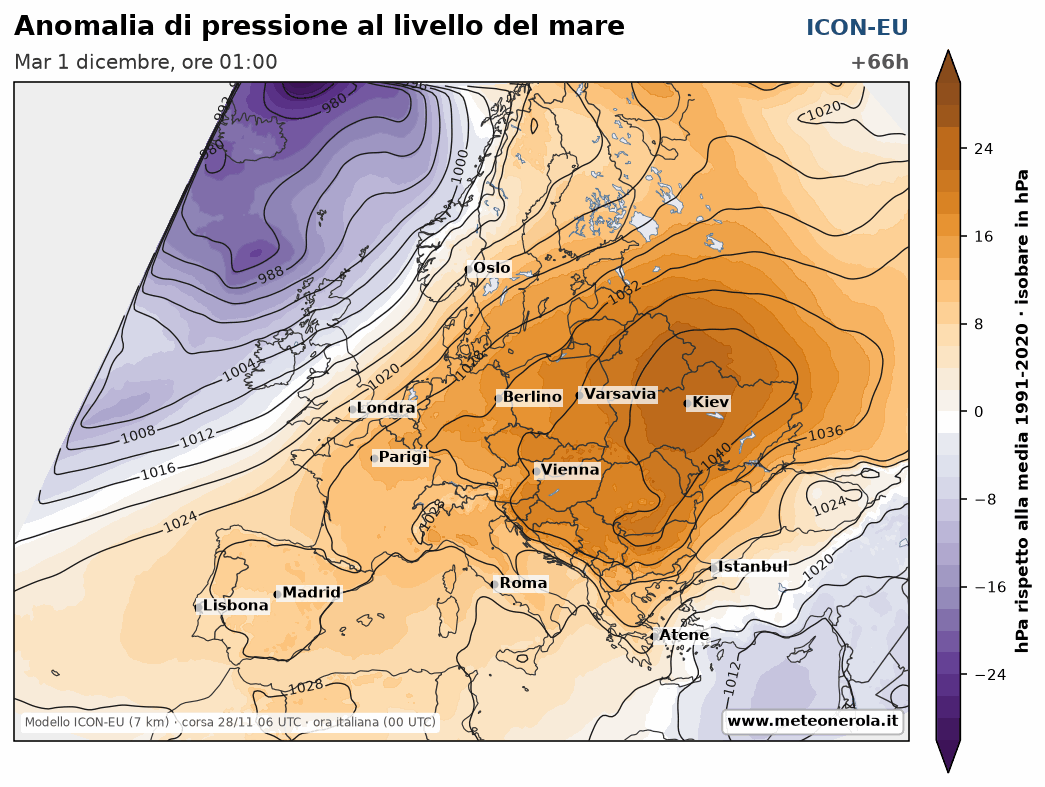 Anomalia di pressione al livello del mare
ICON-EU
Mar 1 dicembre, ore 01:00
+66h
992
980
980
1000
1020
988
1032
1004
1020
1028
1008
1012
1016
1036
1040
1024
1024
1028
1020
1028
1012
Oslo
Berlino
Varsavia
Kiev
Londra
Parigi
Vienna
Istanbul
Roma
Madrid
Lisbona
Atene
24
16
8
0
−8
−16
−24
hPa rispetto alla media 1991-2020 · isobare in hPa
Modello ICON-EU (7 km) · corsa 28/11 06 UTC · ora italiana (00 UTC)
www.meteonerola.it